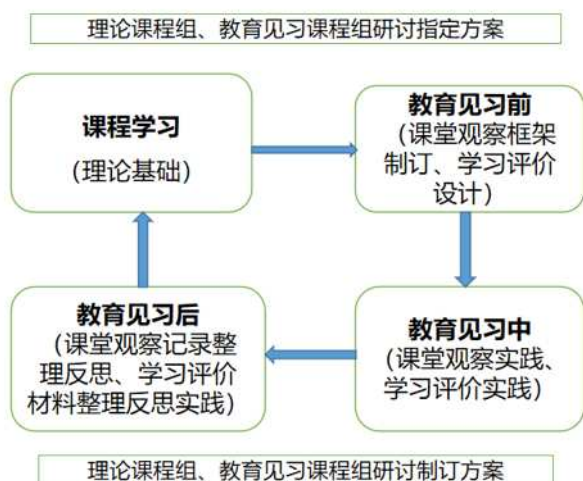 理论课程组、教育见习课程组研讨指定方案
课程学习
（理论基础）
教育见习前
（课堂观察框架
制订、学习评价
设计）
教育见习后
（课堂观察记录整
理反思、学习评价
材料整理反思实践）
教育见习中
（课堂观察实践、
学习评价实践）
理论课程组、教育见习课程组研讨制订方案